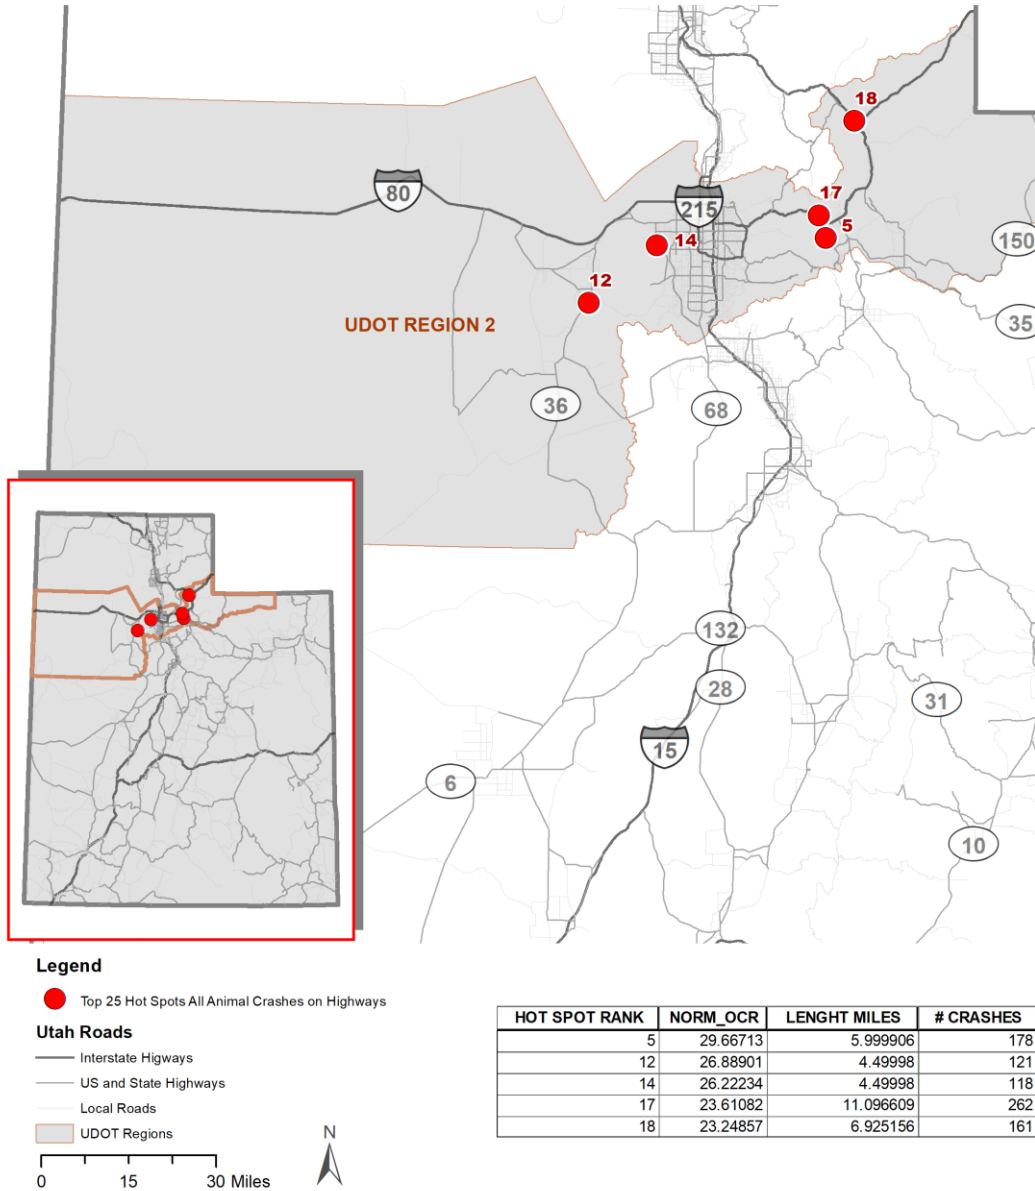 18
80
17
215
5
14
150
12
UDOT REGION 2
35
36
68
132
28
31
15
6
10
Legend
Top 25 Hot Spots All Animal Crashes on Highways
Utah Roads
Interstate Higways
US and State Highways
Local Roads
UDOT Regions
N
0 15 30 Miles
HOT SPOT RANK NORM_OCR LENGHT MILES # CRASHES
5 29.66713 5.999906 178
12 26.88901 4.49998 121
14 26.22234 4.49998 118
17 23.61082 11.096609 262
18 23.24857 6.925156 161